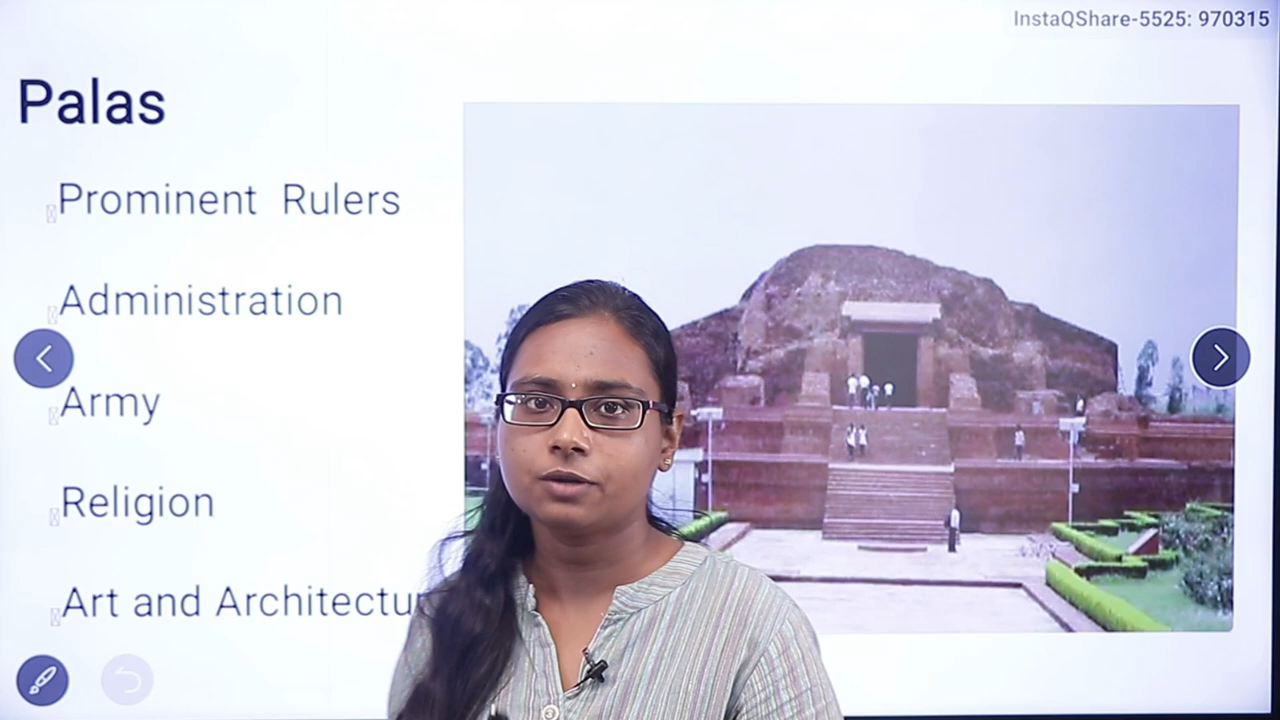 InstaQShare-5525: 970315
Palas
Prominent Rulers
Administration
Army
Religion
Art and Architectu